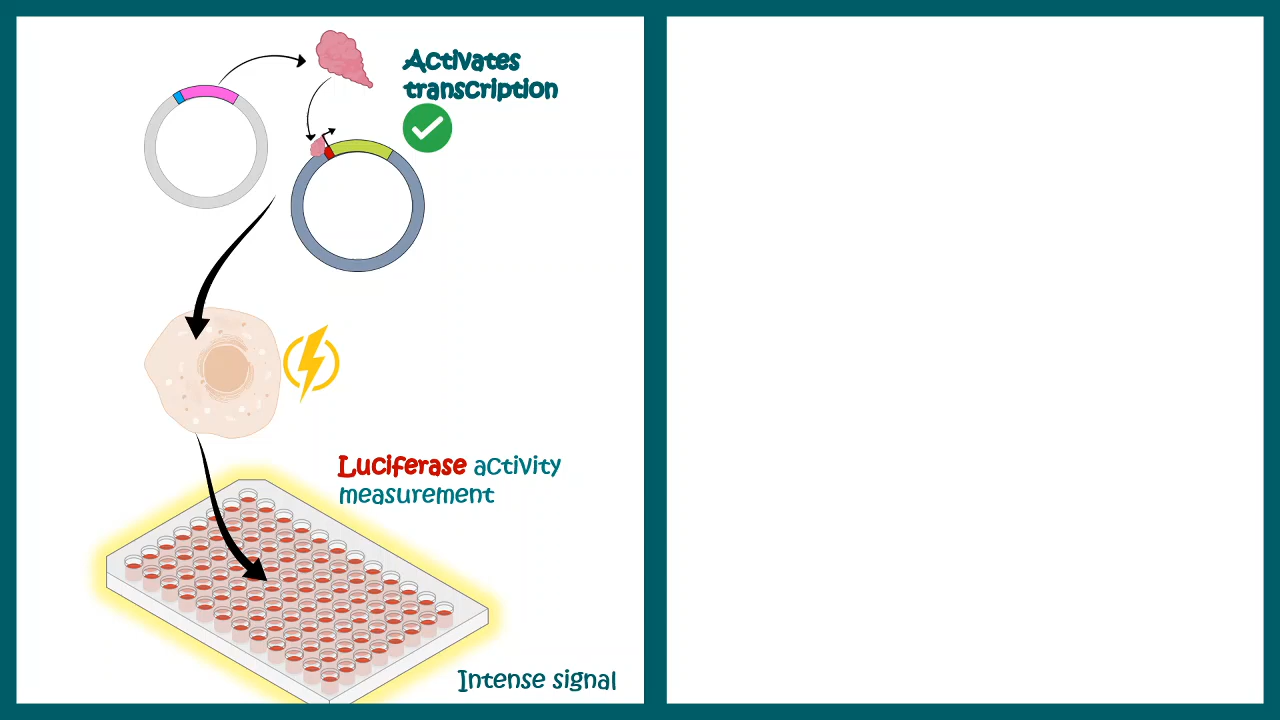 Activates
transcription
Luciferase activity
measurement
Intense signal